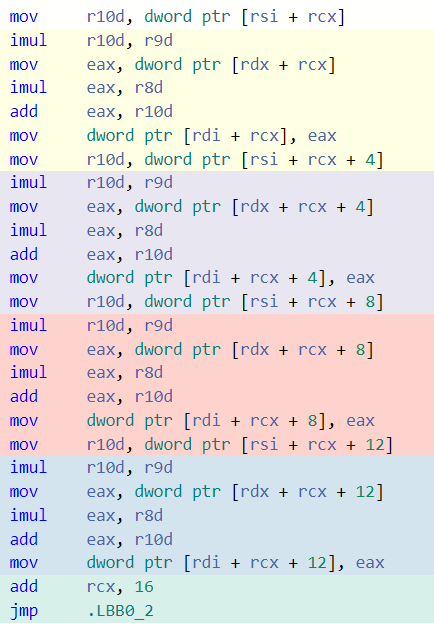 mov r10d, dword ptr [rsi + rcx]
imul r10d, r9d
mov eax, dword ptr [rdx + rcx]
imul eax, r8d
add eax, r10d
mov dword ptr [rdi + rcx], eax
mov r10d, dword ptr [rsi + rcx + 4]
imul r10d, r9d
mov eax, dword ptr [rdx + rcx + 4]
imul eax, r8d
add eax, r10d
mov dword ptr [rdi + rcx + 4], eax
mov r10d, dword ptr [rsi + rcx + 8]
imul r10d, r9d
mov eax, dword ptr [rdx + rcx + 8]
imul eax, r8d
add eax, r10d
mov dword ptr [rdi + rcx + 8], eax
mov r10d, dword ptr [rsi + rcx + 12]
imul r10d, r9d
mov eax, dword ptr [rdx + rcx + 12]
imul eax, r8d
add eax, r10d
mov dword ptr [rdi + rcx + 12], eax
add rcx, 16
jmp .LBB0_2